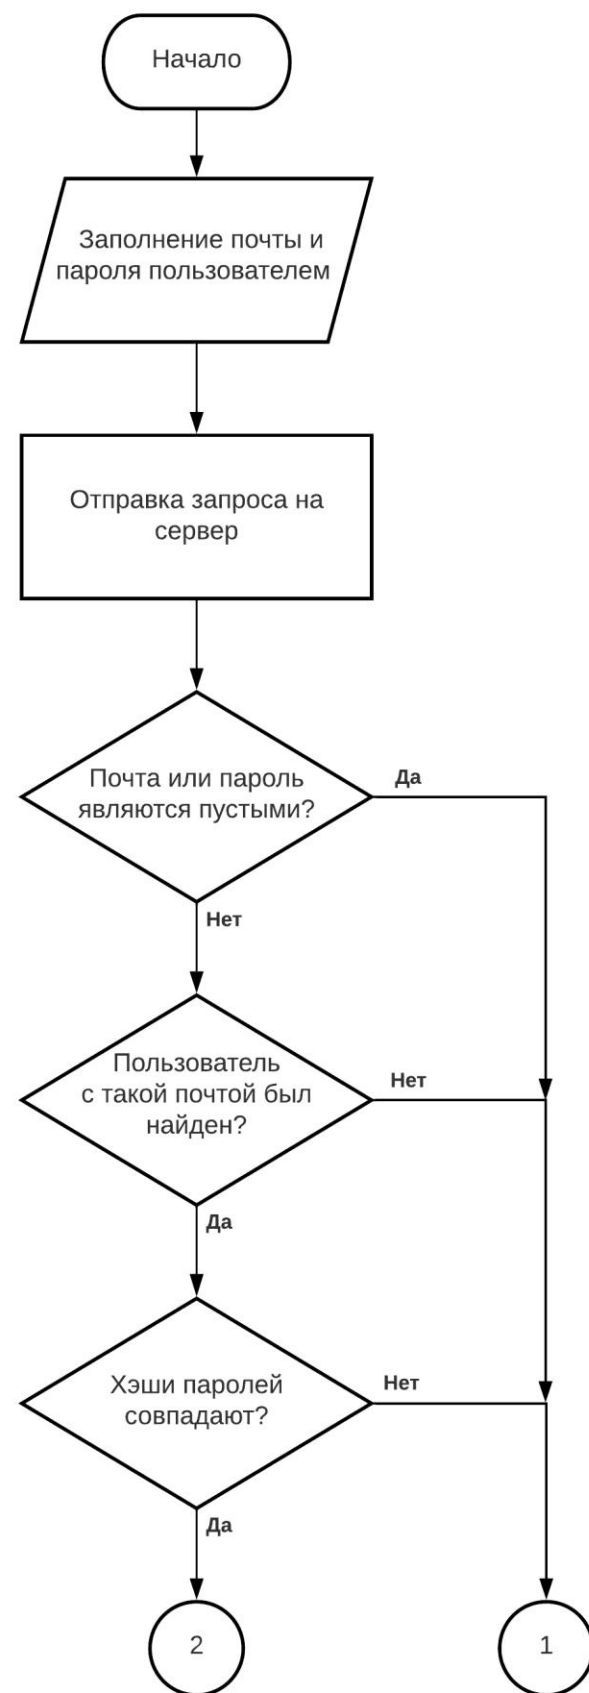 Начало
Заполнение почты и
пароля пользователем
Отправка запроса на
сервер
Почта или пароль
являются пустыми?
Да
Нет
Пользователь
с такой почтой был
найден?
Нет
Да
Хэши паролей
совпадают?
Нет
Да
2
1